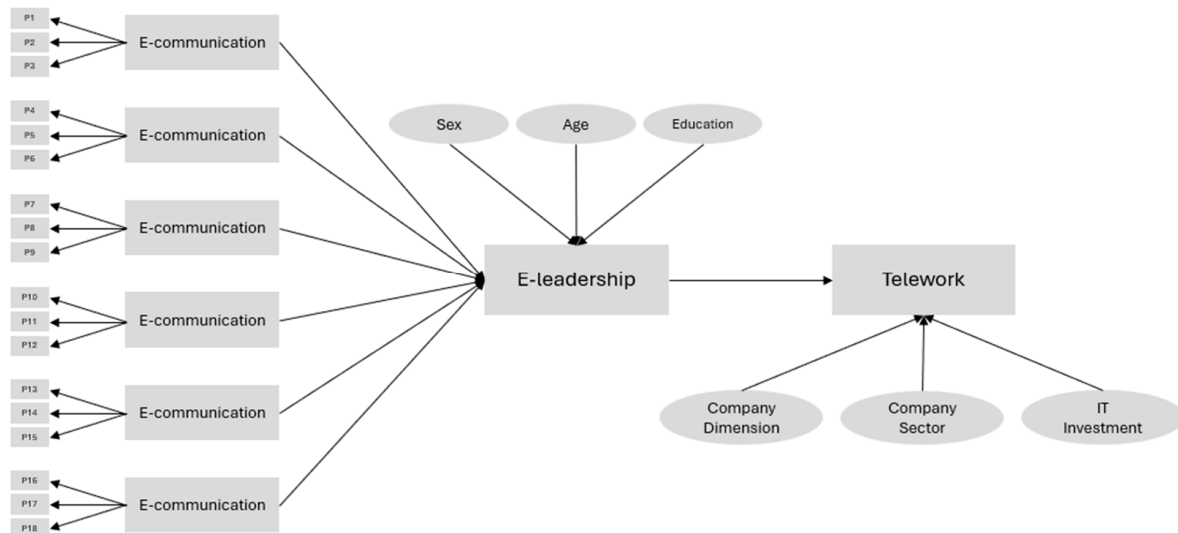 P1
P2
P3
E-communication
P4
P5
P6
E-communication
P7
P8
P9
E-communication
P10
P11
P12
E-communication
P13
P14
P15
E-communication
P16
P17
P18
E-communication
Sex
Age
Education
E-leadership
Telework
Company
Dimension
Company
Sector
IT
Investment